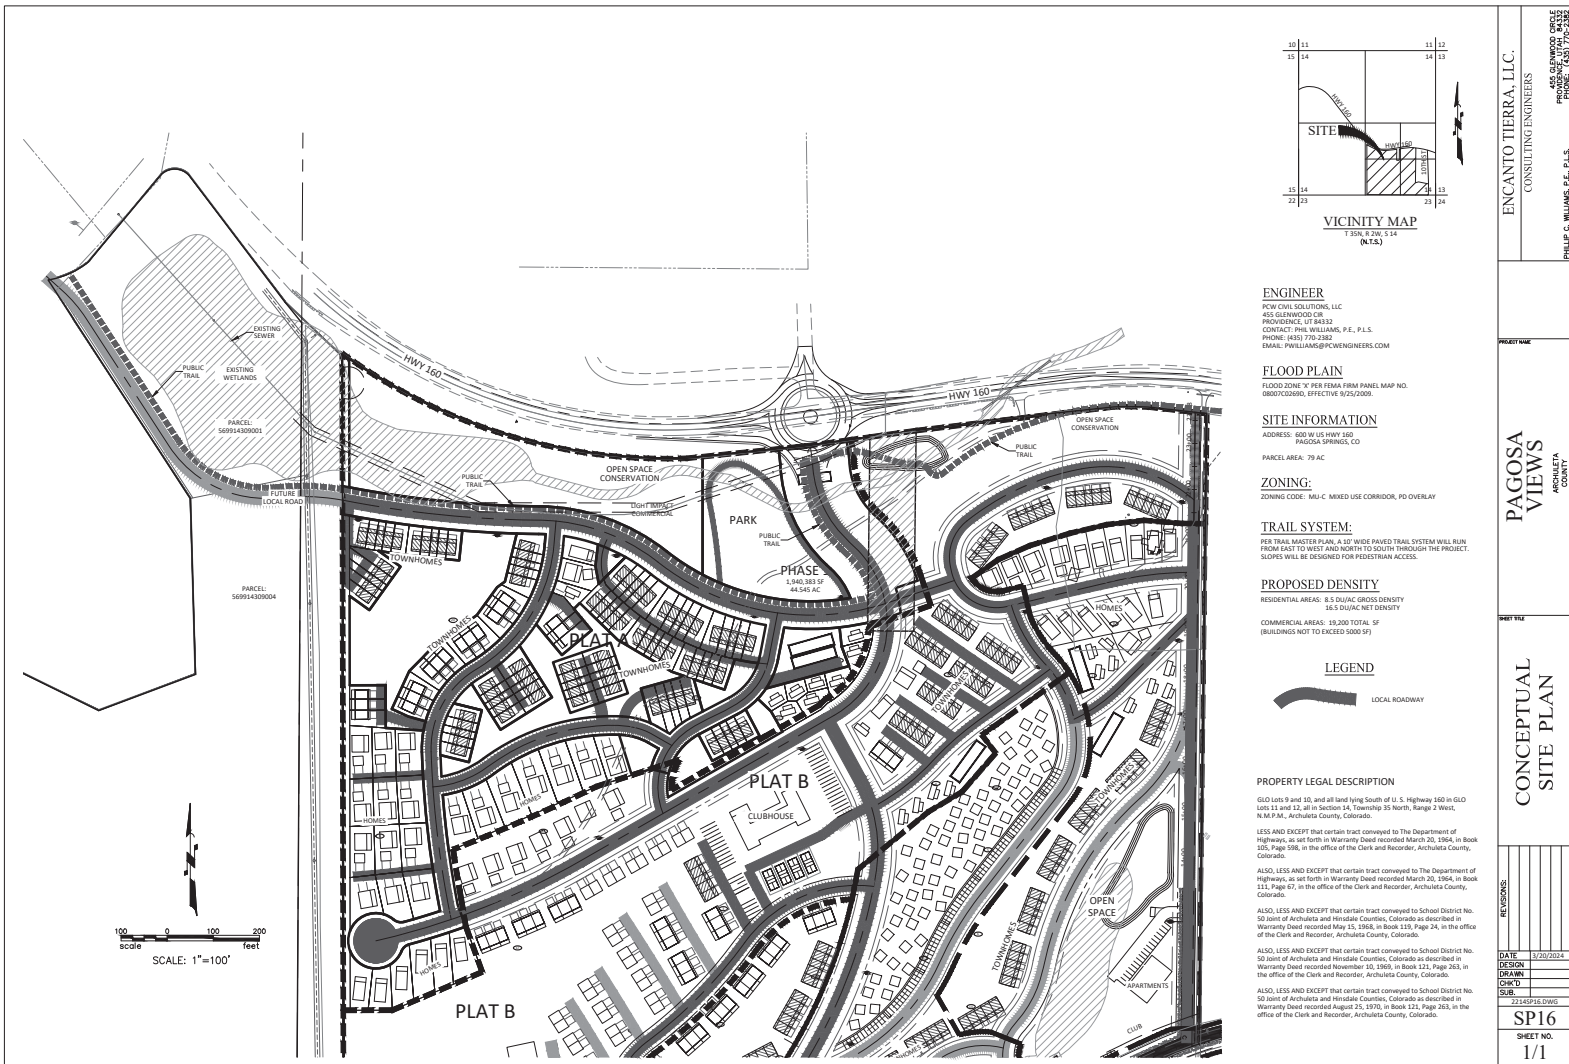 10 11
15 14
11 12
14 13
HWY 160
SITE
HWY 160
10TH ST
15 14
22 23
14 13
23 24
VICINITY MAP
T 35N, R 2W, S 14
(N.T.S.)
ENGINEER
PCW CIVIL SOLUTIONS, LLC
455 GLENWOOD CIR
PROVIDENCE, UT 84332
CONTACT: PHIL WILLIAMS, P.E., P.L.S.
PHONE: (435) 770-2382
EMAIL: PWILLIAMS@PCWENGINEERS.COM
FLOOD PLAIN
FLOOD ZONE 'X' PER FEMA FIRM PANEL MAP NO.
08007C0269D, EFFECTIVE 9/25/2009.
SITE INFORMATION
ADDRESS: 600 W US HWY 160
PAGOSA SPRINGS, CO
PARCEL AREA: 79 AC
ZONING:
ZONING CODE: MU-C MIXED USE CORRIDOR, PD OVERLAY
TRAIL SYSTEM:
PER TRAIL MASTER PLAN, A 10' WIDE PAVED TRAIL SYSTEM WILL RUN
FROM EAST TO WEST AND NORTH TO SOUTH THROUGH THE PROJECT.
SLOPES WILL BE DESIGNED FOR PEDESTRIAN ACCESS.
PROPOSED DENSITY
RESIDENTIAL AREAS: 8.5 DU/AC GROSS DENSITY
16.5 DU/AC NET DENSITY
COMMERCIAL AREAS: 19,200 TOTAL SF
(BUILDINGS NOT TO EXCEED 5000 SF)
LEGEND
LOCAL ROADWAY
PROPERTY LEGAL DESCRIPTION
GLO Lots 9 and 10, and all land lying South of U. S. Highway 160 in GLO
Lots 11 and 12, all in Section 14, Township 35 North, Range 2 West,
N.M.P.M., Archuleta County, Colorado.
LESS AND EXCEPT that certain tract conveyed to The Department of
Highways, as set forth in Warranty Deed recorded March 20, 1964, in Book
105, Page 598, in the office of the Clerk and Recorder, Archuleta County,
Colorado.
ALSO, LESS AND EXCEPT that certain tract conveyed to The Department of
Highways, as set forth in Warranty Deed recorded March 20, 1964, in Book
111, Page 67, in the office of the Clerk and Recorder, Archuleta County,
Colorado.
ALSO, LESS AND EXCEPT that certain tract conveyed to School District No.
50 Joint of Archuleta and Hinsdale Counties, Colorado as described in
Warranty Deed recorded May 15, 1968, in Book 119, Page 24, in the office
of the Clerk and Recorder, Archuleta County, Colorado.
ALSO, LESS AND EXCEPT that certain tract conveyed to School District No.
50 Joint of Archuleta and Hinsdale Counties, Colorado as described in
Warranty Deed recorded November 10, 1969, in Book 121, Page 263, in
the office of the Clerk and Recorder, Archuleta County, Colorado.
ALSO, LESS AND EXCEPT that certain tract conveyed to School District No.
50 Joint of Archuleta and Hinsdale Counties, Colorado as described in
Warranty Deed recorded August 25, 1970, in Book 121, Page 263, in the
office of the Clerk and Recorder, Archuleta County, Colorado.
EXISTING
SEWER
PUBLIC
TRAIL
EXISTING
WETLANDS
PARCEL:
569914309001
FUTURE
LOCAL ROAD
PARCEL:
569914309004
HWY 160
HWY 160
OPEN SPACE
CONSERVATION
OPEN SPACE
CONSERVATION
PUBLIC
TRAIL
PUBLIC
TRAIL
LIGHT IMPACT
COMMERCIAL
PARK
PUBLIC
TRAIL
PHASE
1,940,383 SF
44.545 AC
TOWNHOMES
TOWNHOMES
PLAT A
TOWNHOMES
HOMES
TOWNHOMES
PLAT B
CLUBHOUSE
TOWNHOMES
HOMES
HOMES
HOMES
PLAT B
OPEN
SPACE
TOWNHOMES
APARTMENTS
CLUB
100 0 100 200
scale feet
SCALE: 1"=100'
ENCANTO TIERRA, LLC.
CONSULTING ENGINEERS
455 GLENWOOD CIRCLE
PROVIDENCE, UTAH 84332
PHONE: (435) 770-2382
PHILLIP C. WILLIAMS, P.E., P.L.S.
PROJECT NAME
PAGOSA
VIEWS
ARCHULETA
COUNTY
SHEET TITLE
CONCEPTUAL
SITE PLAN
REVISIONS:
DATE 3/20/2024
DESIGN
DRAWN
CHK'D
SUB.
2214SP16.DWG
SP16
SHEET NO.
1/1